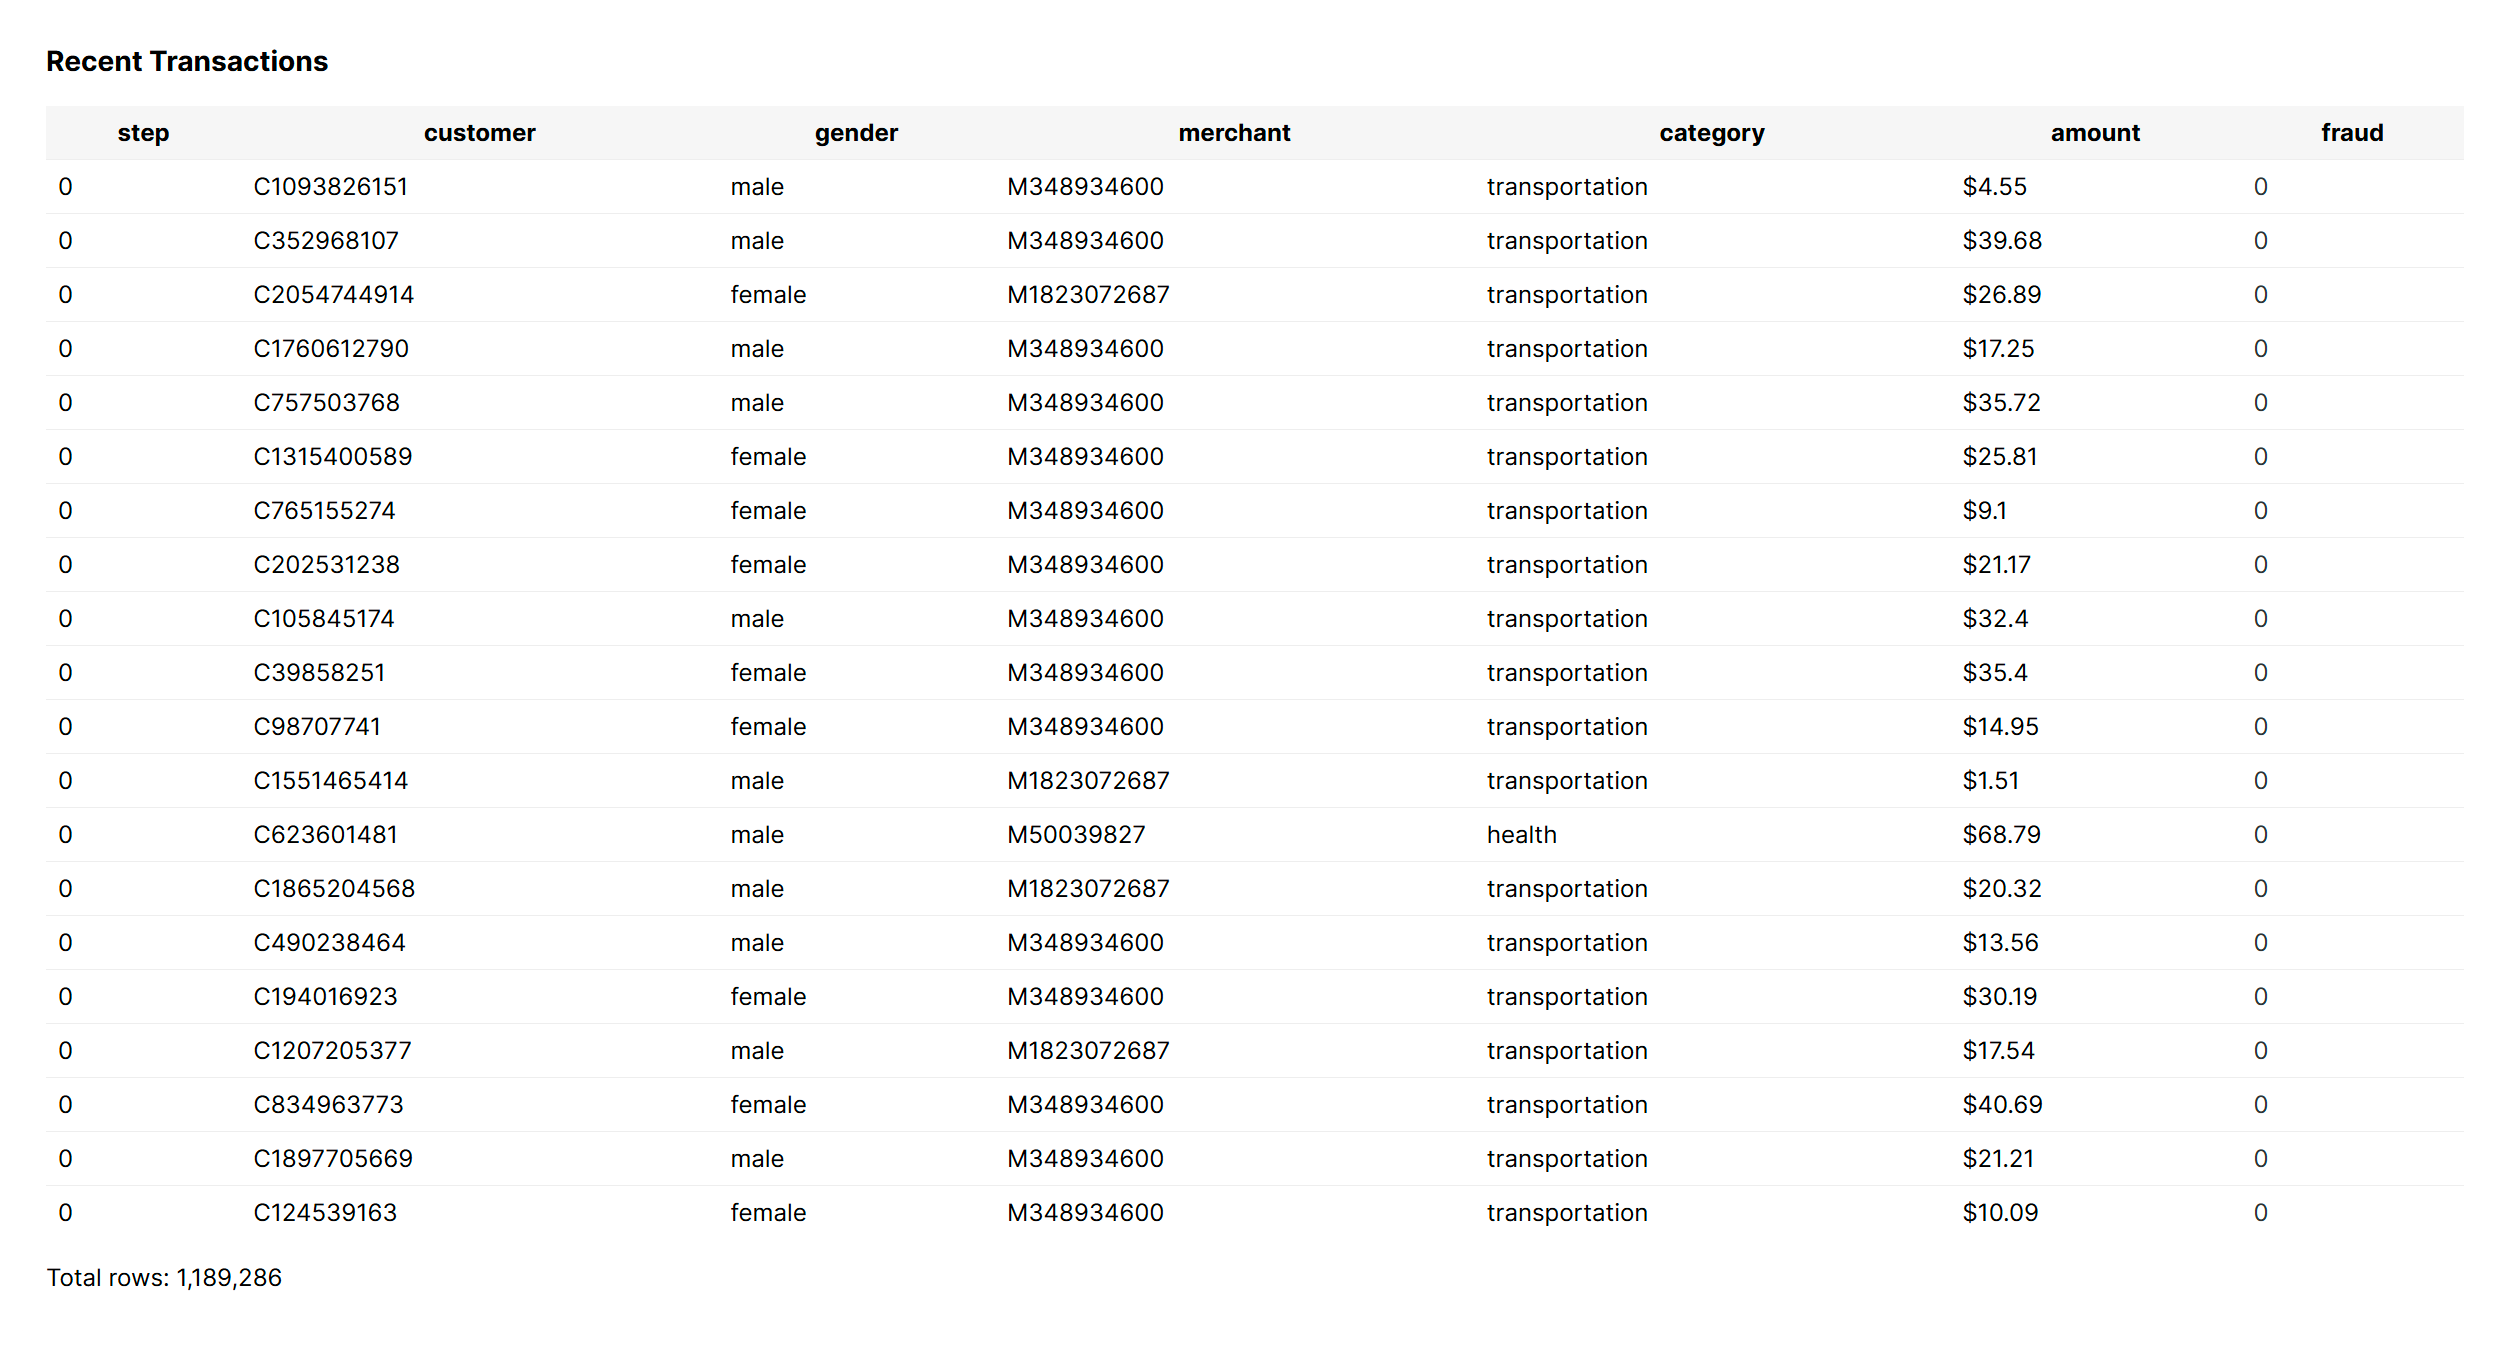 Recent Transactions
step customer gender merchant category amount fraud
0 C1093826151 male M348934600 transportation $4.55 0
0 C352968107 male M348934600 transportation $39.68 0
0 C2054744914 female M1823072687 transportation $26.89 0
0 C1760612790 male M348934600 transportation $17.25 0
0 C757503768 male M348934600 transportation $35.72 0
0 C1315400589 female M348934600 transportation $25.81 0
0 C765155274 female M348934600 transportation $9.1 0
0 C202531238 female M348934600 transportation $21.17 0
0 C105845174 male M348934600 transportation $32.4 0
0 C39858251 female M348934600 transportation $35.4 0
0 C98707741 female M348934600 transportation $14.95 0
0 C1551465414 male M1823072687 transportation $1.51 0
0 C623601481 male M50039827 health $68.79 0
0 C1865204568 male M1823072687 transportation $20.32 0
0 C490238464 male M348934600 transportation $13.56 0
0 C194016923 female M348934600 transportation $30.19 0
0 C1207205377 male M1823072687 transportation $17.54 0
0 C834963773 female M348934600 transportation $40.69 0
0 C1897705669 male M348934600 transportation $21.21 0
0 C124539163 female M348934600 transportation $10.09 0
Total rows: 1,189,286